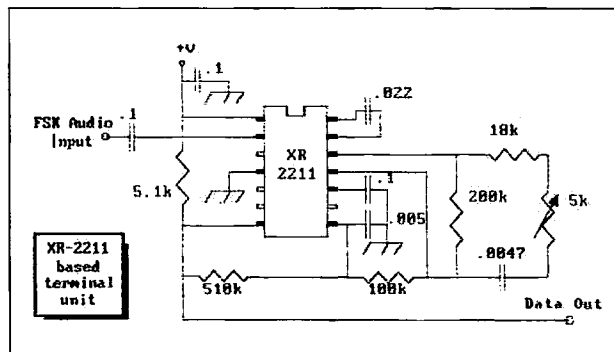 +V
.1
.022
.1
FSK Audio
Input
XR
2211
18k
5.1k
.1
200k
5k
.005
.0047
XR-2211
based
terminal
unit
510k
100k
Data Out